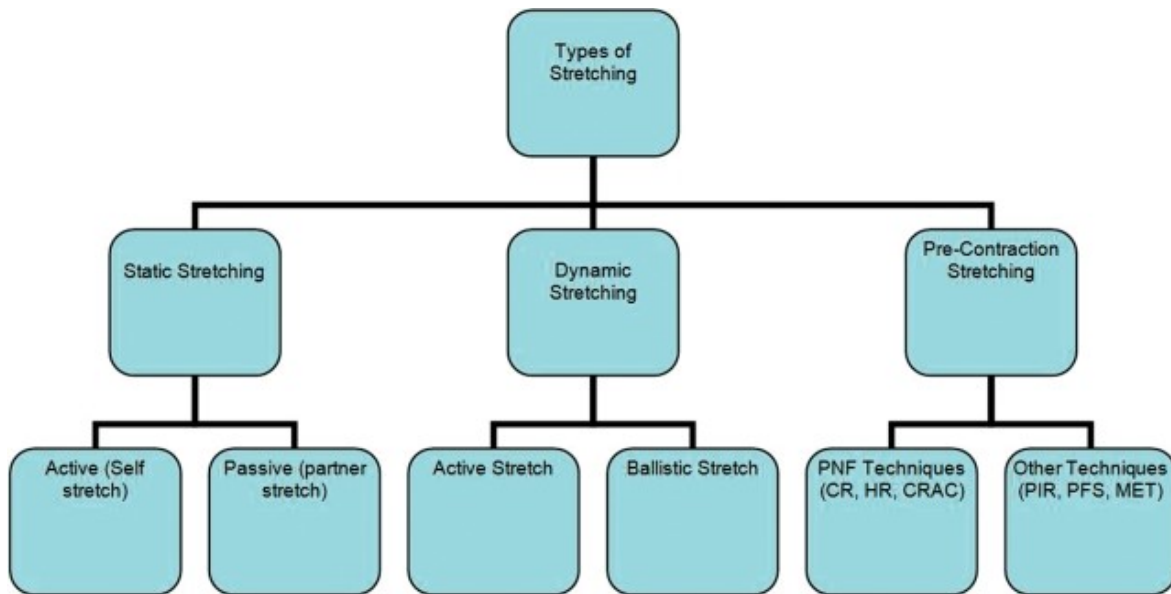 Types of
Stretching
Static Stretching
Dynamic
Stretching
Pre-Contraction
Stretching
Active (Self
stretch)
Passive (partner
stretch)
Active Stretch
Ballistic Stretch
PNF Techniques
(CR, HR, CRAC)
Other Techniques
(PIR, PFS, MET)